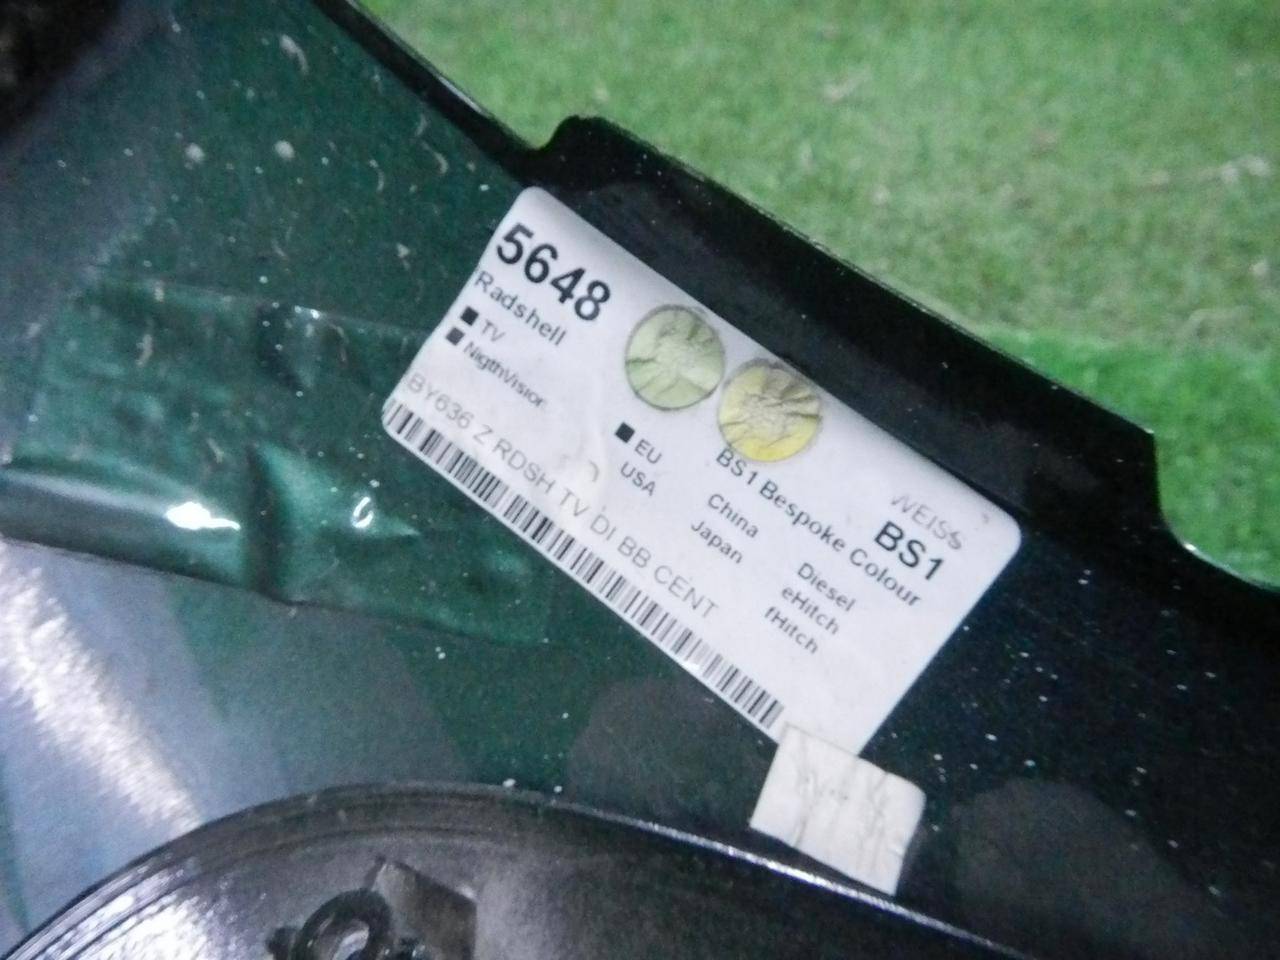 5648
Radshell
TV
NigthVision
EU
USA
China
Japan
BS1 Bespoke Colour
WEISS
BS1
Diesel
eHitch
fHitch
BY636 Z RDSH TV DI BB CENT